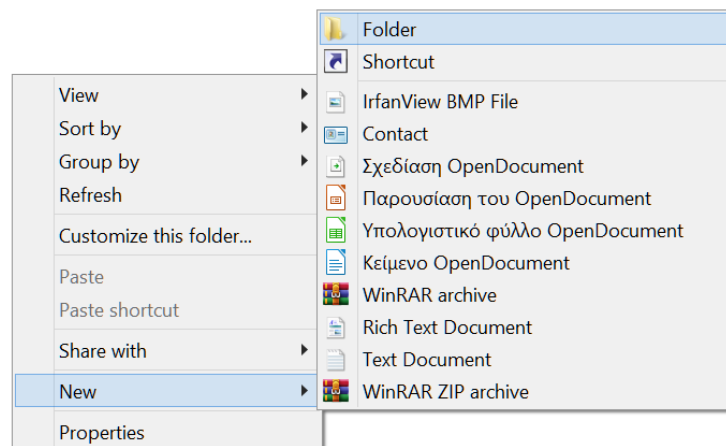 View
Sort by
Group by
Refresh
Customize this folder...
Paste
Paste shortcut
Share with
New
Properties
Folder
Shortcut
IrfanView BMP File
Contact
Σχεδίαση OpenDocument
Παρουσίαση του OpenDocument
Υπολογιστικό φύλλο OpenDocument
Κείμενο OpenDocument
WinRAR archive
Rich Text Document
Text Document
WinRAR ZIP archive